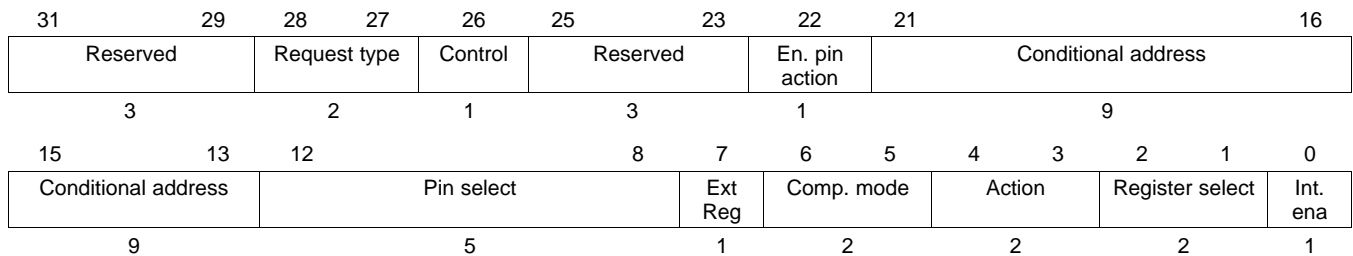 31 29 28 27 26 25 23 22 21 16
Reserved Request type Control Reserved En. pin action Conditional address
3 2 1 3 1 9
15 13 12 8 7 6 5 4 3 2 1 0
Conditional address Pin select Ext Reg Comp. mode Action Register select Int. ena
9 5 1 2 2 2 1